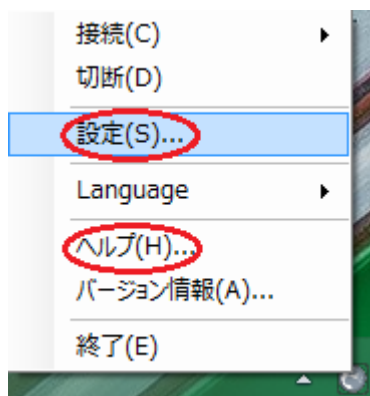 接続(C)
切断(D)
設定(S)...
Language
ヘルプ(H)...
バージョン情報(A)...
終了(E)